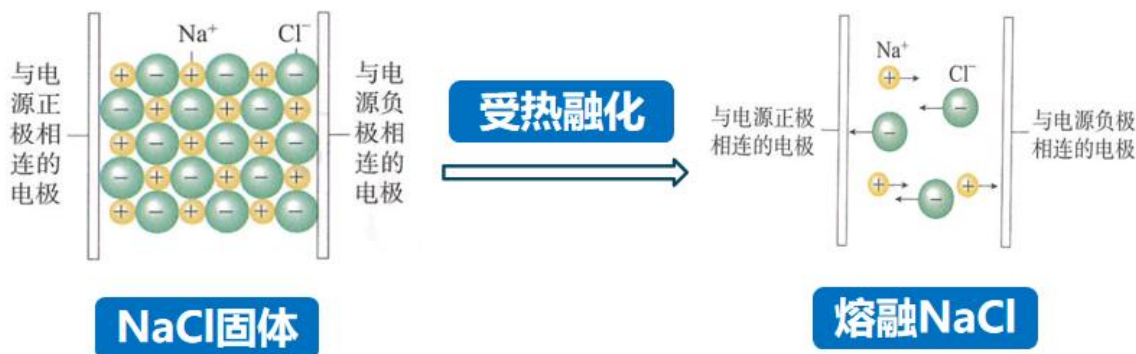 Na⁺
Cl⁻
与电
源正
极相
连的
电极
与电
源负
极相
连的
电极
NaCl固体
受热融化
Na⁺
Cl⁻
与电源正极
相连的电极
与电源负极
相连的电极
熔融NaCl